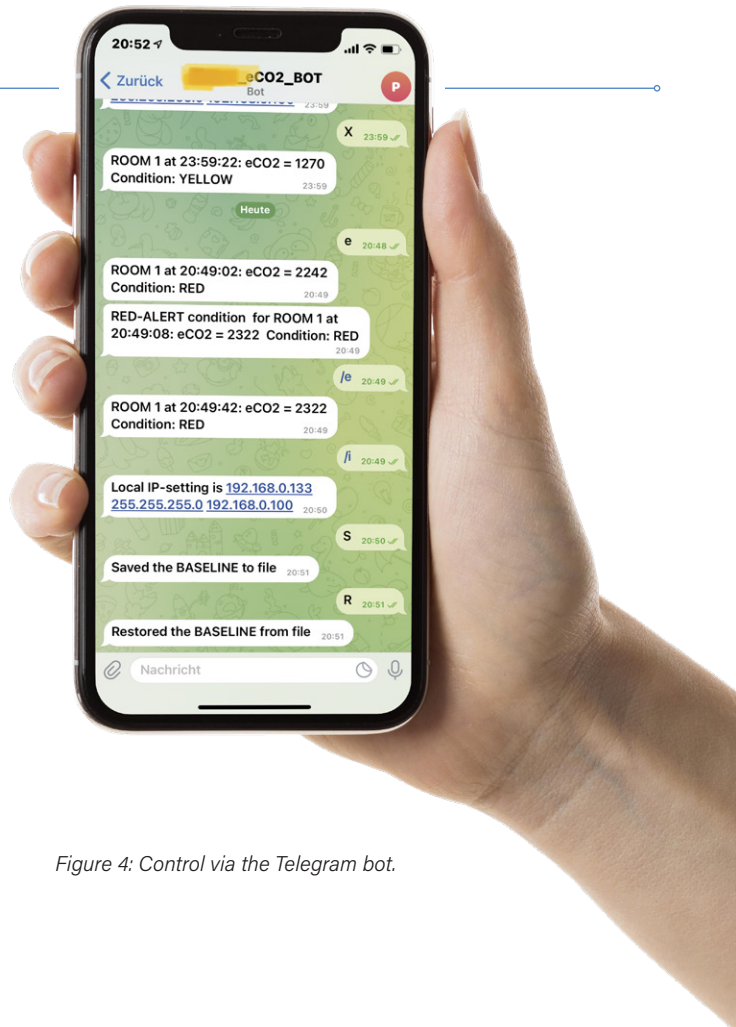 20:52
Zurück
_eCO2_BOT
Bot
P
23:59
X 23:59
ROOM 1 at 23:59:22: eCO2 = 1270
Condition: YELLOW 23:59
Heute
e 20:48
ROOM 1 at 20:49:02: eCO2 = 2242
Condition: RED 20:49
RED-ALERT condition for ROOM 1 at
20:49:08: eCO2 = 2322 Condition: RED
20:49
/e 20:49
ROOM 1 at 20:49:42: eCO2 = 2322
Condition: RED 20:49
/i 20:49
Local IP-setting is 192.168.0.133
255.255.255.0 192.168.0.100 20:50
S 20:50
Saved the BASELINE to file 20:51
R 20:51
Restored the BASELINE from file 20:51
Nachricht
Figure 4: Control via the Telegram bot.